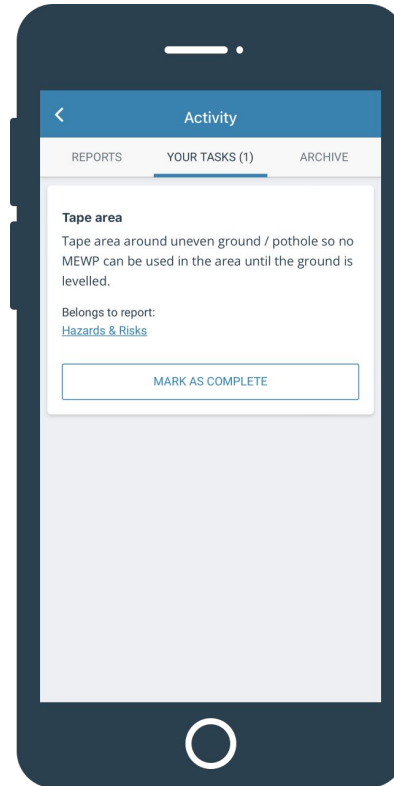 Activity
REPORTS YOUR TASKS (1) ARCHIVE
Tape area
Tape area around uneven ground / pothole so no
MEWP can be used in the area until the ground is
levelled.
Belongs to report:
Hazards & Risks
MARK AS COMPLETE